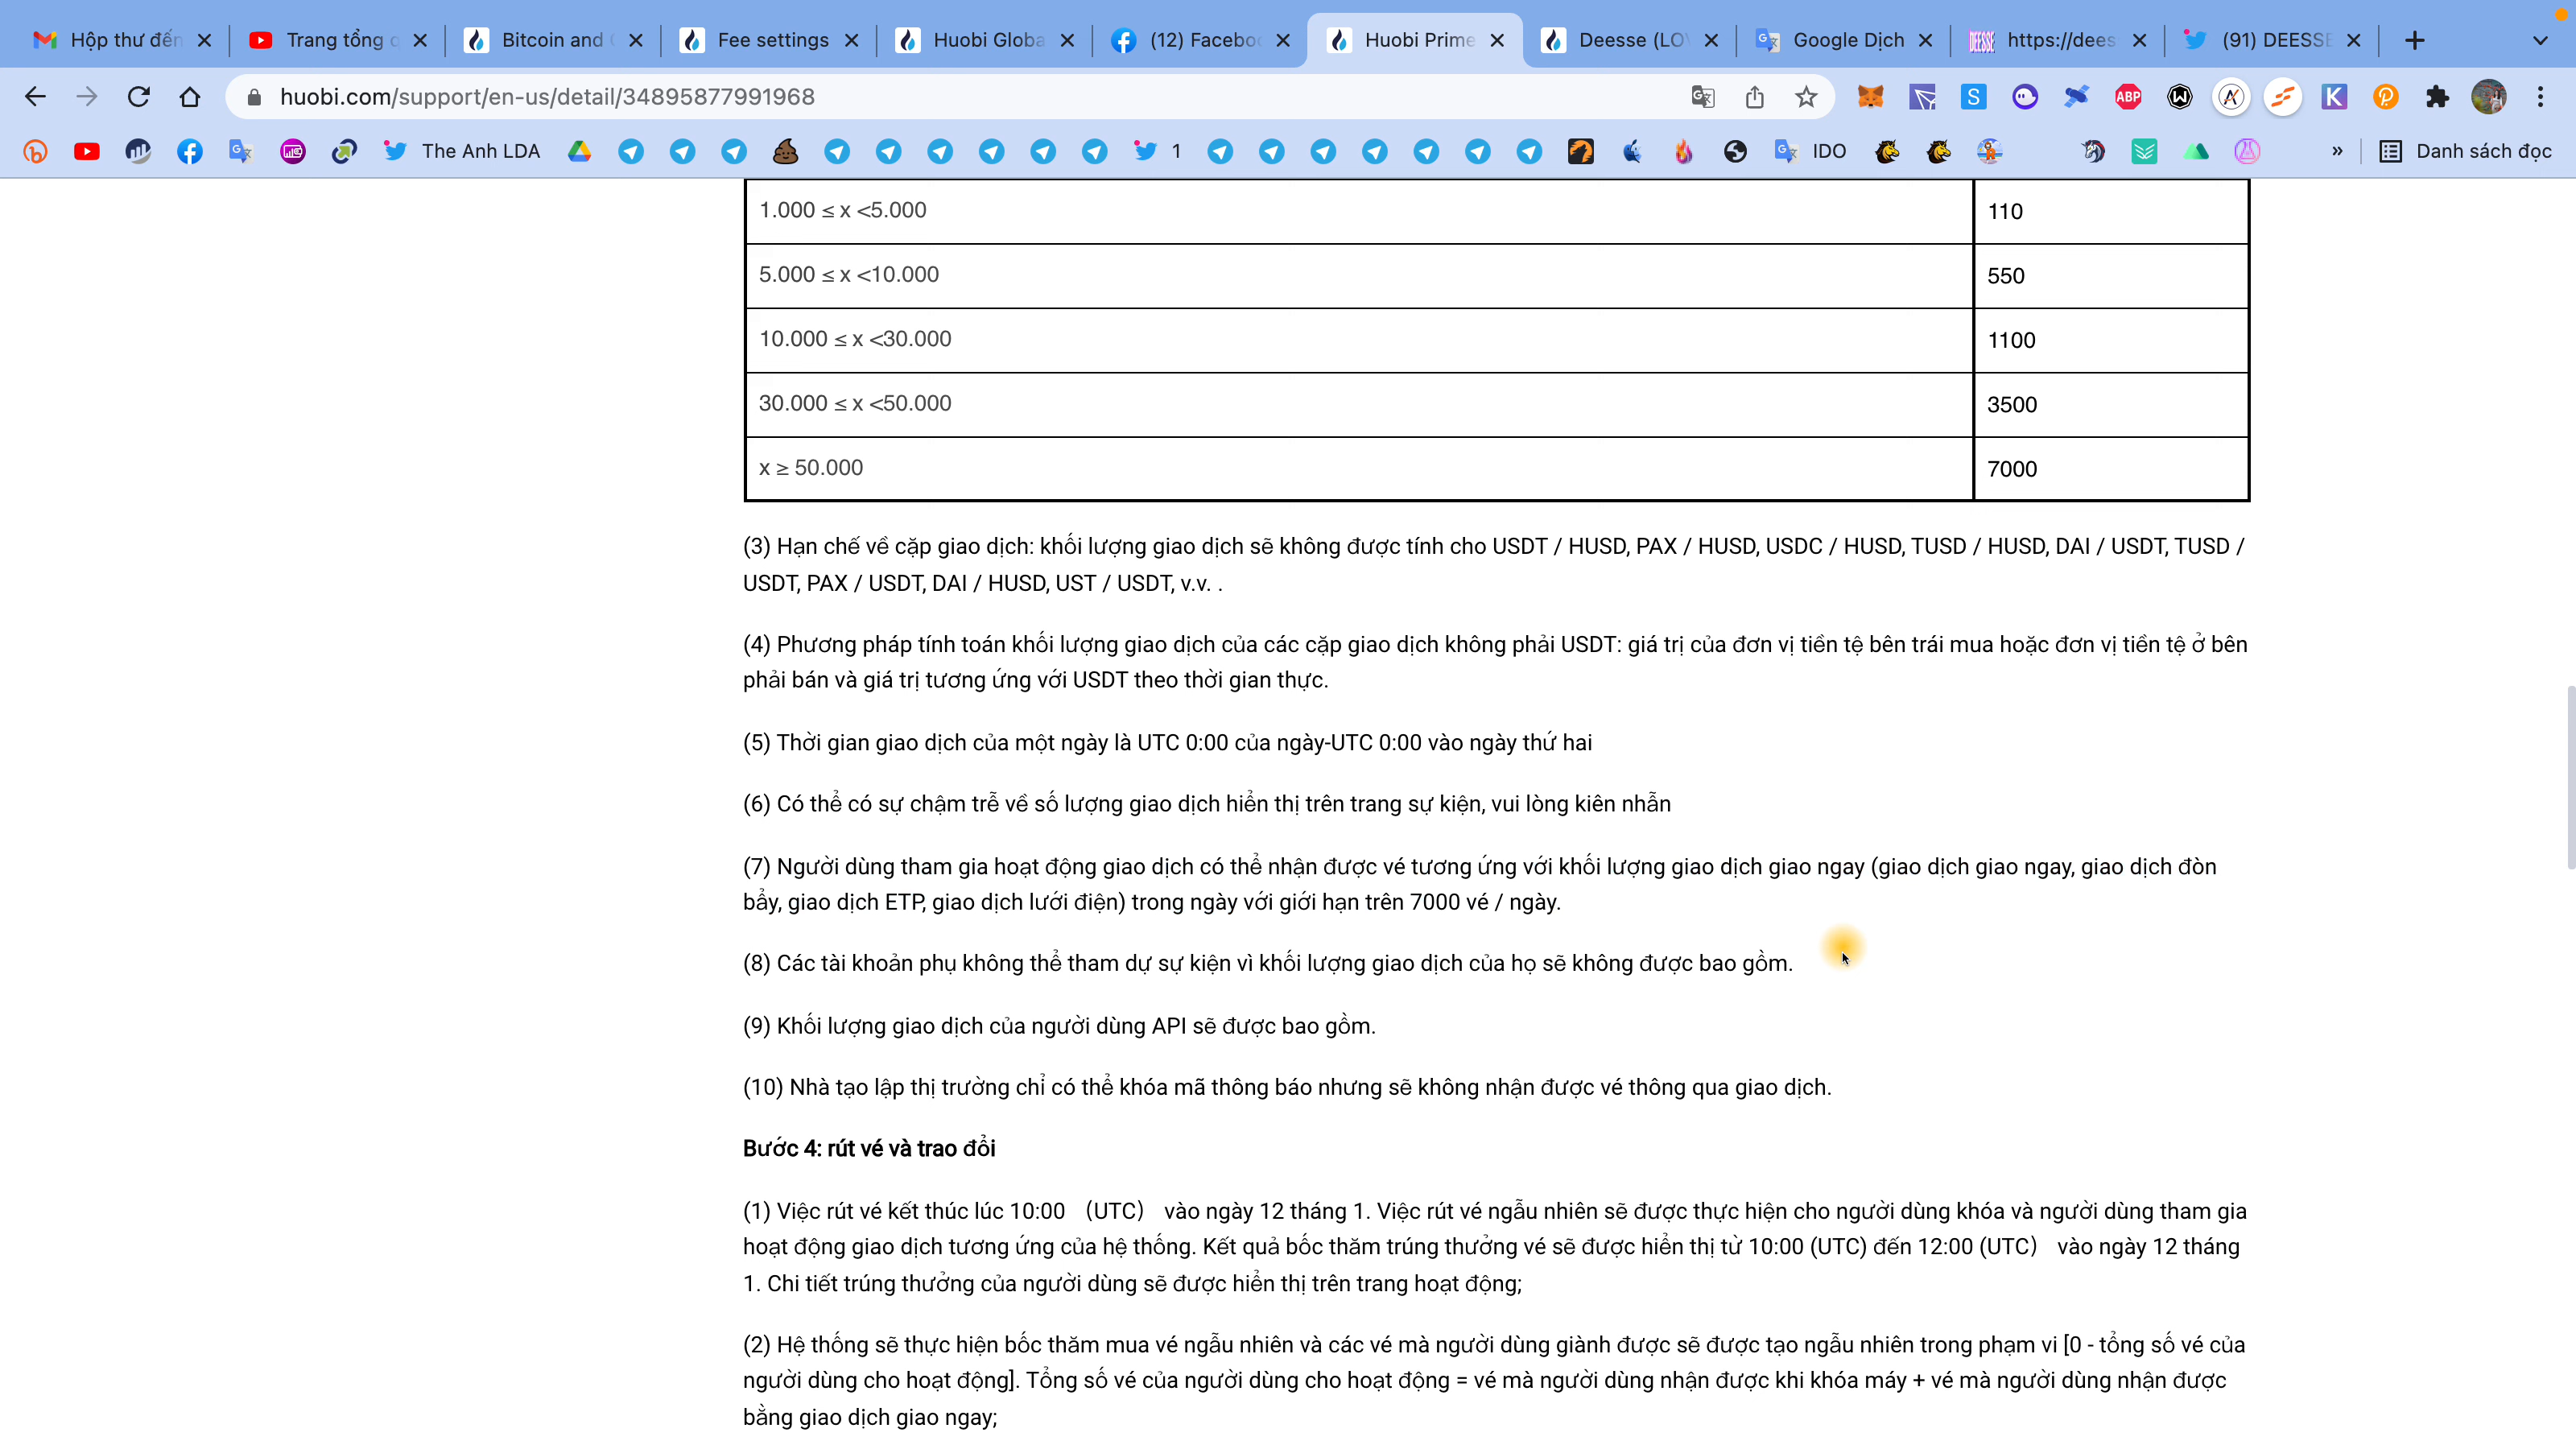 Hộp thư đến
Trang tổng q
Bitcoin and
Fee settings
Huobi Globa
(12) Faceboo
Huobi Prime
Deesse (LO
Google Dịch
https://dees
(91) DEESSE
huobi.com/support/en-us/detail/34895877991968
The Anh LDA
1
IDO
»
Danh sách đọc
1.000 ≤ x <5.000
110
5.000 ≤ x <10.000
550
10.000 ≤ x <30.000
1100
30.000 ≤ x <50.000
3500
x ≥ 50.000
7000
(3) Hạn chế về cặp giao dịch: khối lượng giao dịch sẽ không được tính cho USDT / HUSD, PAX / HUSD, USDC / HUSD, TUSD / HUSD, DAI / USDT, TUSD /
USDT, PAX / USDT, DAI / HUSD, UST / USDT, v.v. .
(4) Phương pháp tính toán khối lượng giao dịch của các cặp giao dịch không phải USDT: giá trị của đơn vị tiền tệ bên trái mua hoặc đơn vị tiền tệ ở bên
phải bán và giá trị tương ứng với USDT theo thời gian thực.
(5) Thời gian giao dịch của một ngày là UTC 0:00 của ngày-UTC 0:00 vào ngày thứ hai
(6) Có thể có sự chậm trễ về số lượng giao dịch hiển thị trên trang sự kiện, vui lòng kiên nhẫn
(7) Người dùng tham gia hoạt động giao dịch có thể nhận được vé tương ứng với khối lượng giao dịch giao ngay (giao dịch giao ngay, giao dịch đòn
bẩy, giao dịch ETP, giao dịch lưới điện) trong ngày với giới hạn trên 7000 vé / ngày.
(8) Các tài khoản phụ không thể tham dự sự kiện vì khối lượng giao dịch của họ sẽ không được bao gồm.
(9) Khối lượng giao dịch của người dùng API sẽ được bao gồm.
(10) Nhà tạo lập thị trường chỉ có thể khóa mã thông báo nhưng sẽ không nhận được vé thông qua giao dịch.
Bước 4: rút vé và trao đổi
(1) Việc rút vé kết thúc lúc 10:00 （UTC） vào ngày 12 tháng 1. Việc rút vé ngẫu nhiên sẽ được thực hiện cho người dùng khóa và người dùng tham gia
hoạt động giao dịch tương ứng của hệ thống. Kết quả bốc thăm trúng thưởng vé sẽ được hiển thị từ 10:00 (UTC) đến 12:00 (UTC） vào ngày 12 tháng
1. Chi tiết trúng thưởng của người dùng sẽ được hiển thị trên trang hoạt động;
(2) Hệ thống sẽ thực hiện bốc thăm mua vé ngẫu nhiên và các vé mà người dùng giành được sẽ được tạo ngẫu nhiên trong phạm vi [0 - tổng số vé của
người dùng cho hoạt động]. Tổng số vé của người dùng cho hoạt động = vé mà người dùng nhận được khi khóa máy + vé mà người dùng nhận được
bằng giao dịch giao ngay;